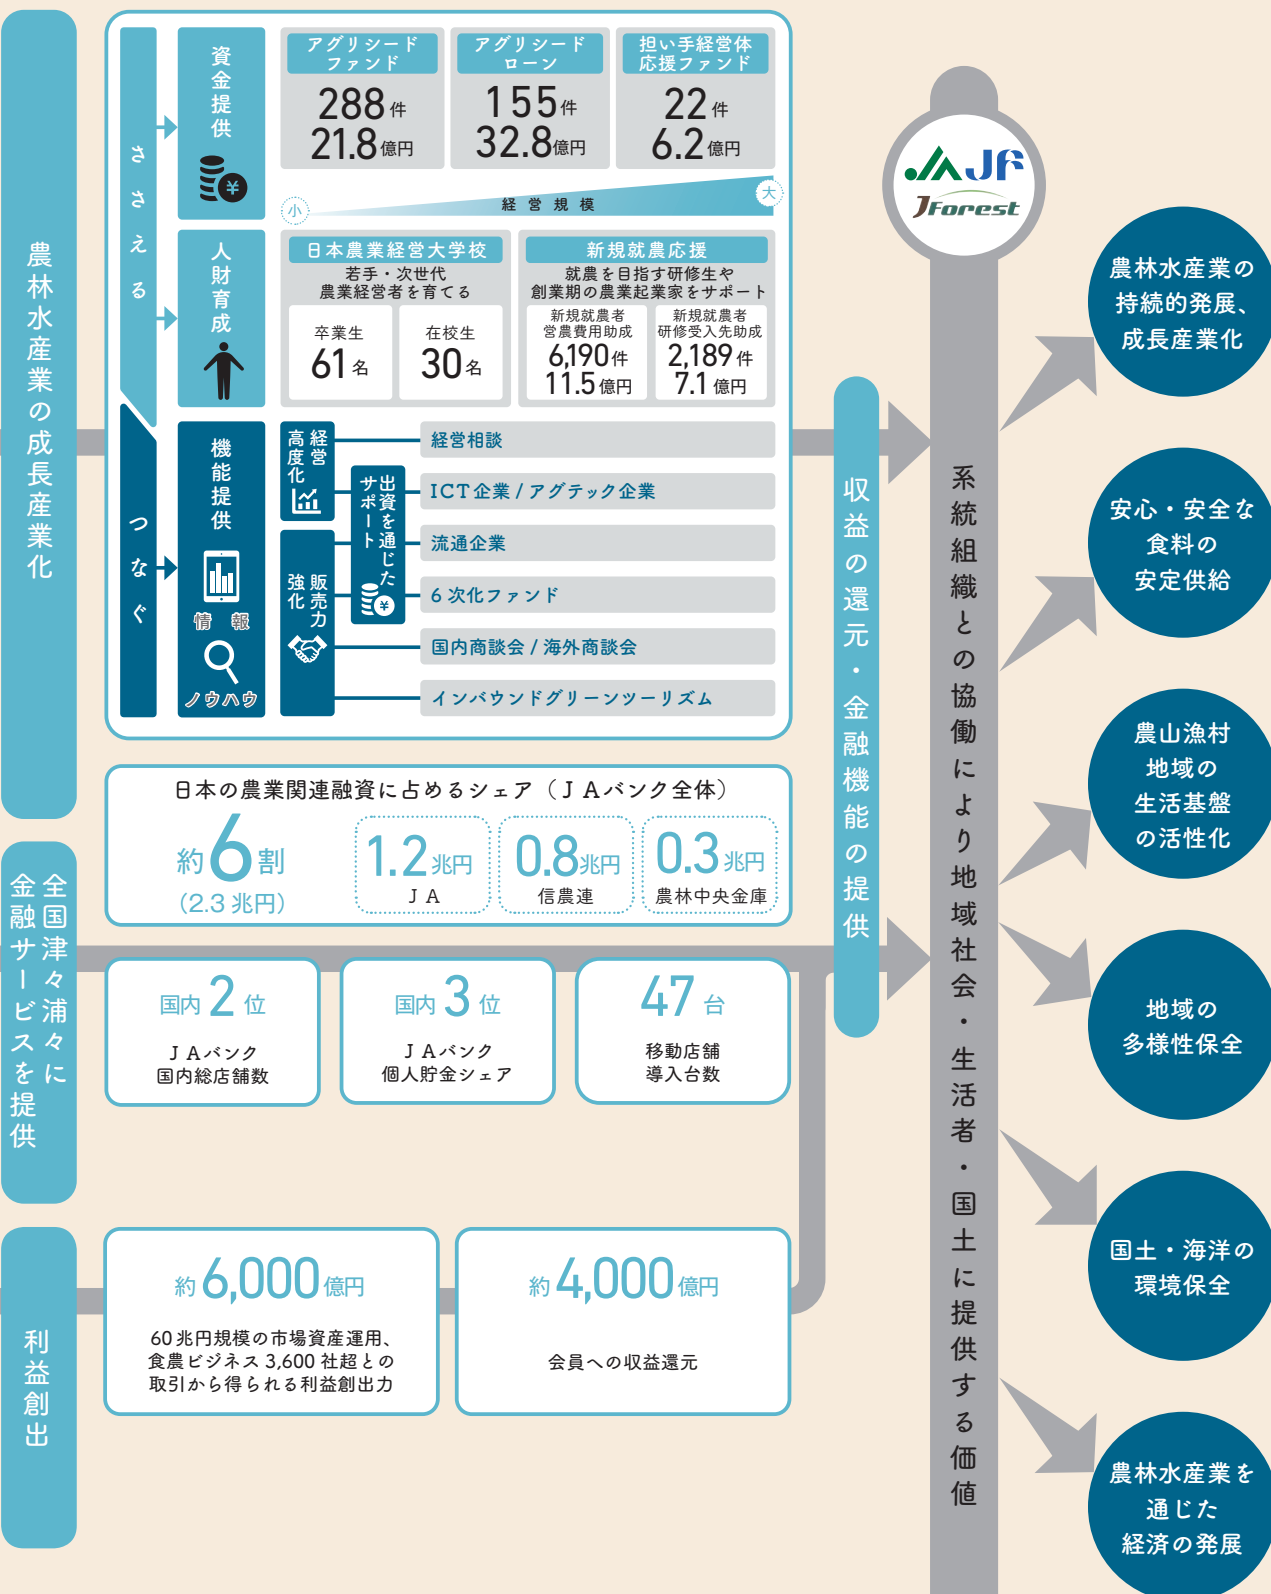 農林水産業の成長産業化
ささえる
資金提供
アグリシード
ファンド
288件
21.8億円
アグリシード
ローン
155件
32.8億円
担い手経営体
応援ファンド
22件
6.2億円
小
経営規模
大
人財育成
日本農業経営大学校
若手・次世代
農業経営者を育てる
卒業生
61名
在校生
30名
新規就農応援
就農を目指す研修生や
創業期の農業起業家をサポート
新規就農者
営農費用助成
6,190件
11.5億円
新規就農者
研修受入先助成
2,189件
7.1億円
つなぐ
機能提供
情報
ノウハウ
経営
高度化
販売力
強化
出資を通じた
サポート
経営相談
ICT企業 / アグテック企業
流通企業
6次化ファンド
国内商談会 / 海外商談会
インバウンドグリーンツーリズム
日本の農業関連融資に占めるシェア（ＪＡバンク全体）
約6割
（2.3兆円）
1.2兆円
ＪＡ
0.8兆円
信農連
0.3兆円
農林中央金庫
全国津々浦々に
金融サービスを提供
国内2位
ＪＡバンク
国内総店舗数
国内3位
ＪＡバンク
個人貯金シェア
47台
移動店舗
導入台数
利益創出
約6,000億円
60兆円規模の市場資産運用、
食農ビジネス3,600社超との
取引から得られる利益創出力
約4,000億円
会員への収益還元
収益の還元・金融機能の提供
JA JF
JForest
系統組織との協働により地域社会・生活者・国土に提供する価値
農林水産業の
持続的発展、
成長産業化
安心・安全な
食料の
安定供給
農山漁村
地域の
生活基盤
の活性化
地域の
多様性保全
国土・海洋の
環境保全
農林水産業を
通じた
経済の発展